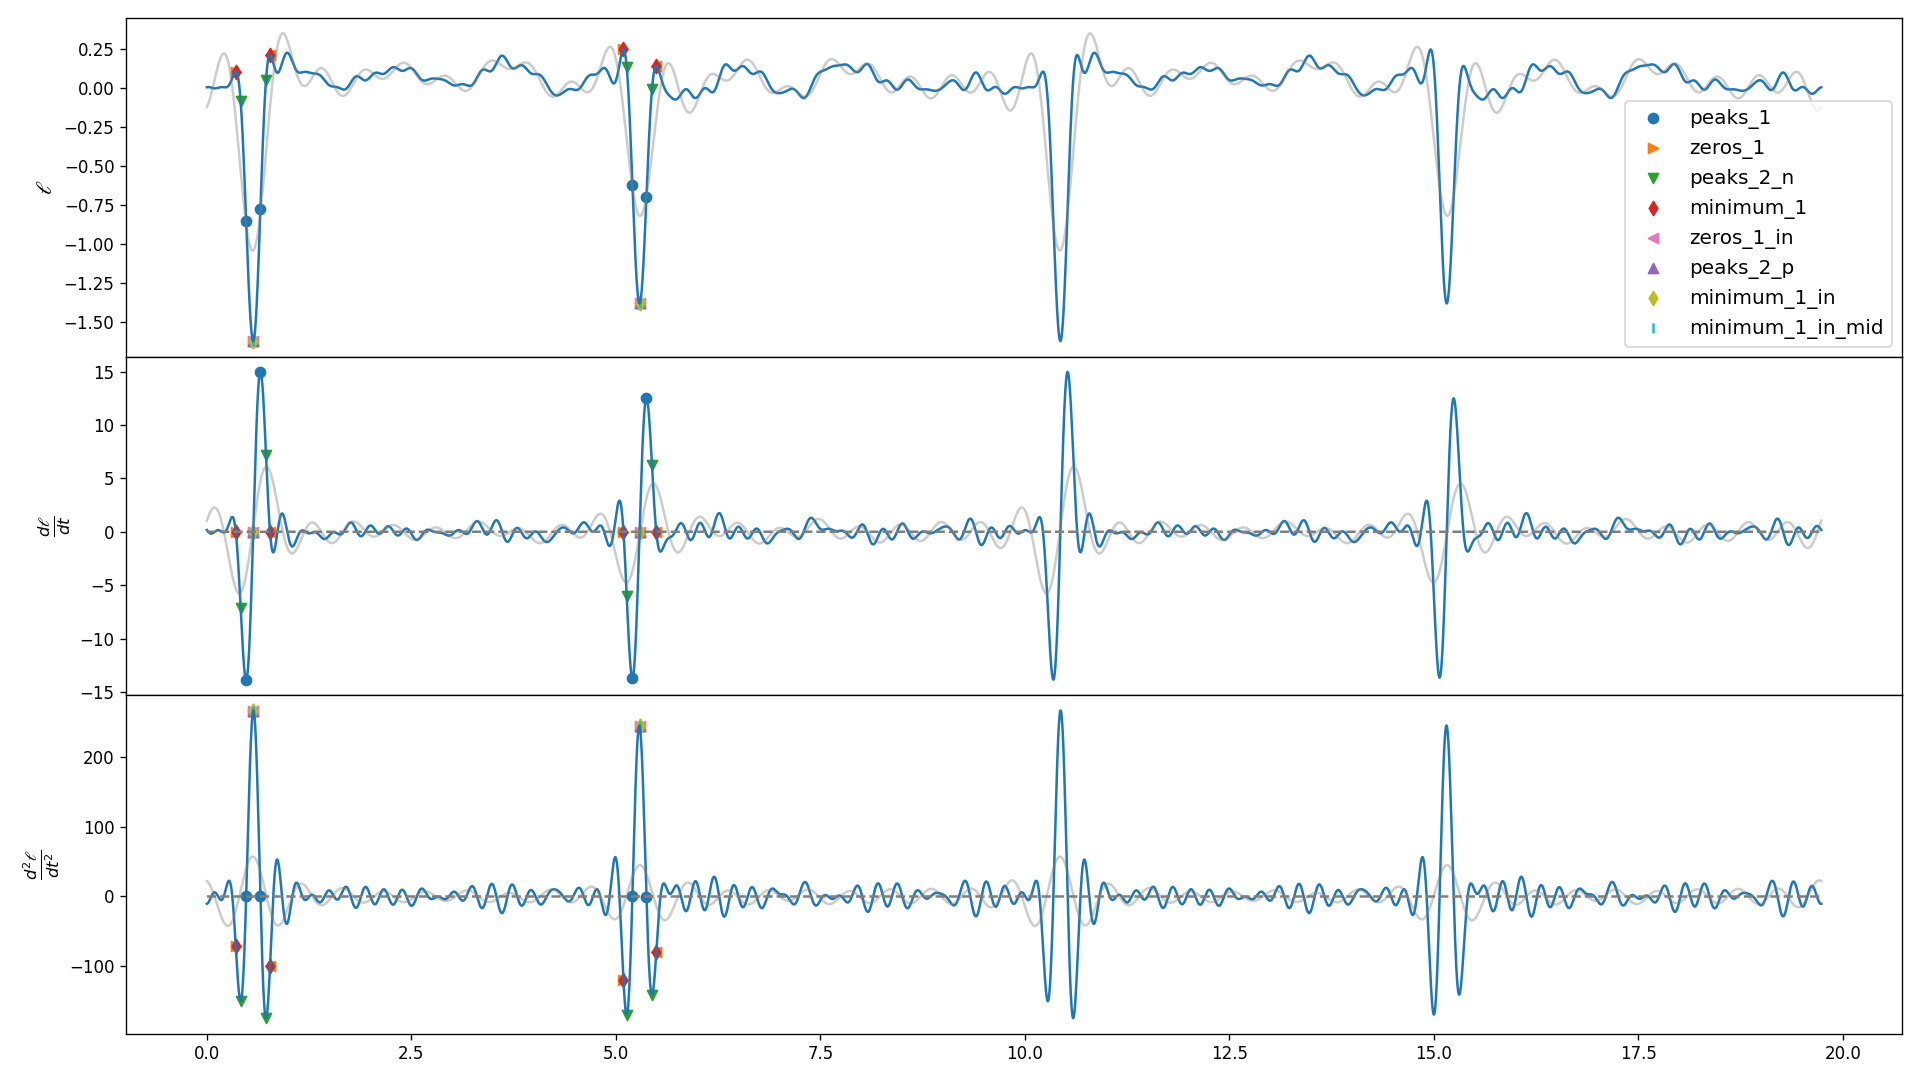 0.25
0.00
−0.25
−0.50
−0.75
−1.00
−1.25
−1.50
ℓ
peaks_1
zeros_1
peaks_2_n
minimum_1
zeros_1_in
peaks_2_p
minimum_1_in
minimum_1_in_mid
15
10
5
0
−5
−10
−15
dℓ
dt
200
100
0
−100
d²ℓ
dt²
0.0 2.5 5.0 7.5 10.0 12.5 15.0 17.5 20.0